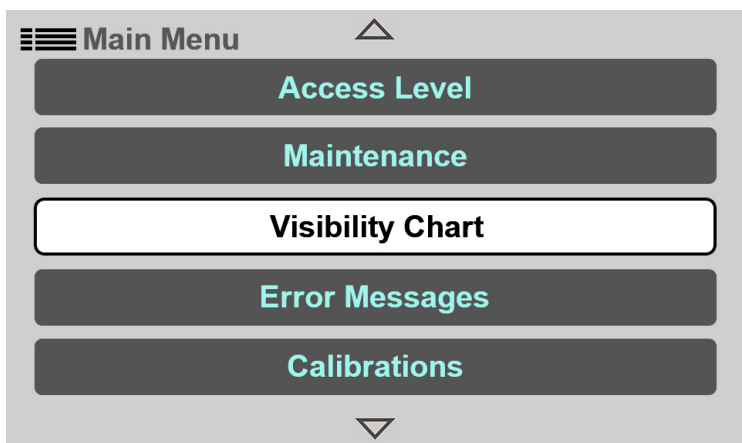 Main Menu
Access Level
Maintenance
Visibility Chart
Error Messages
Calibrations